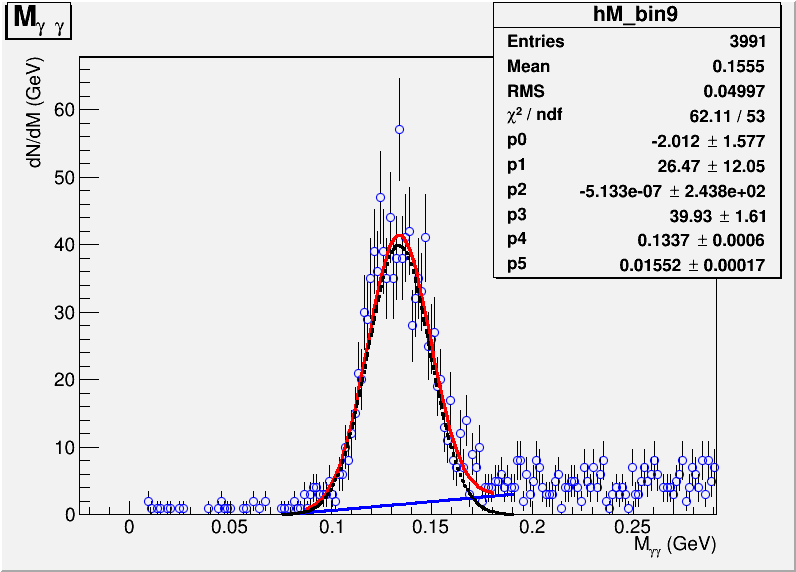 M γ γ
hM_bin9
Entries 3991
Mean 0.1555
RMS 0.04997
χ² / ndf 62.11 / 53
p0 -2.012 ± 1.577
p1 26.47 ± 12.05
p2 -5.133e-07 ± 2.438e+02
p3 39.93 ± 1.61
p4 0.1337 ± 0.0006
p5 0.01552 ± 0.00017
dN/dM (GeV)
60
50
40
30
20
10
0
0 0.05 0.1 0.15 0.2 0.25
Mγγ (GeV)